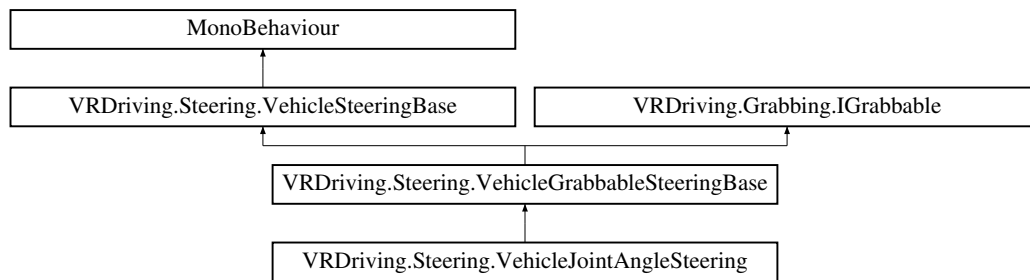 MonoBehaviour
VRDriving.Steering.VehicleSteeringBase
VRDriving.Grabbing.IGrabbable
VRDriving.Steering.VehicleGrabbableSteeringBase
VRDriving.Steering.VehicleJointAngleSteering